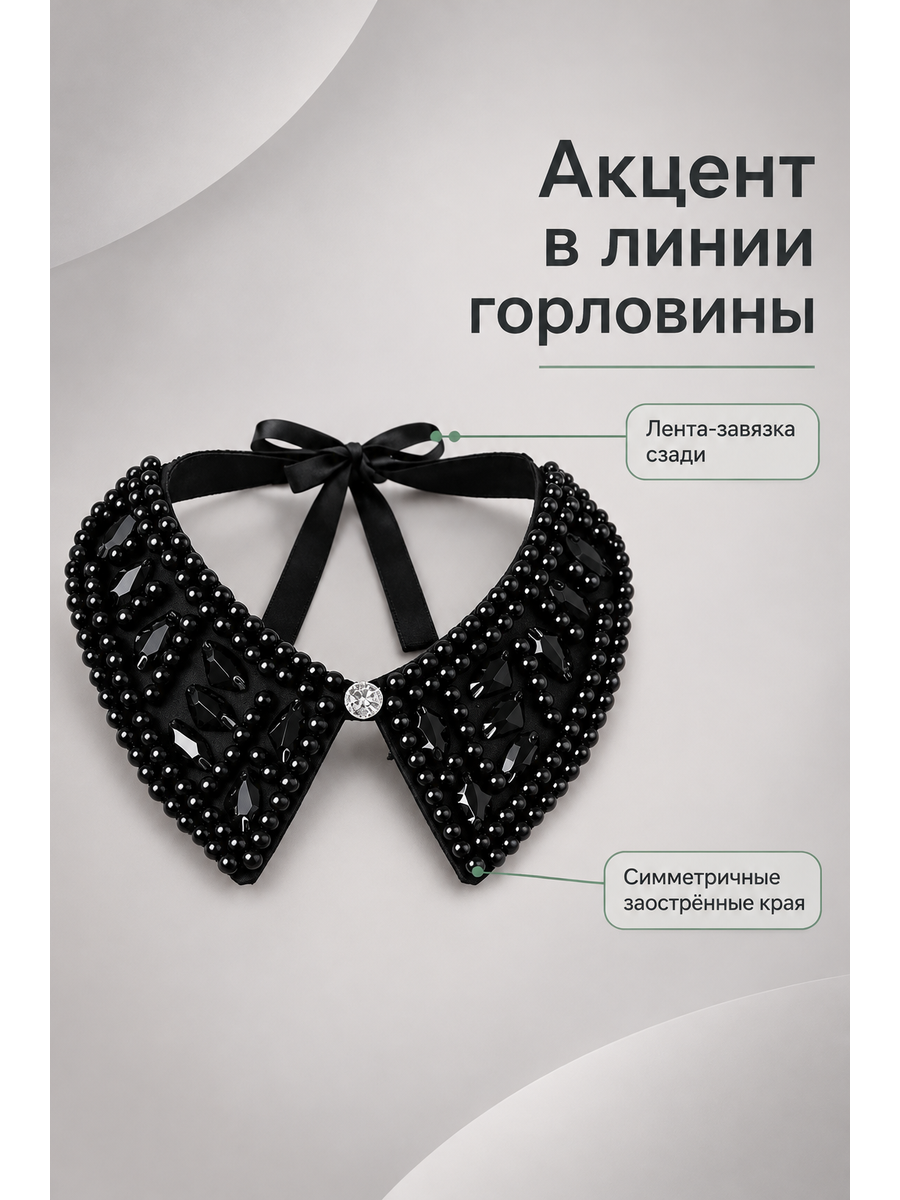 Акцент
в линии
горловины
Лента-завязка
сзади
Симметричные
заострённые края